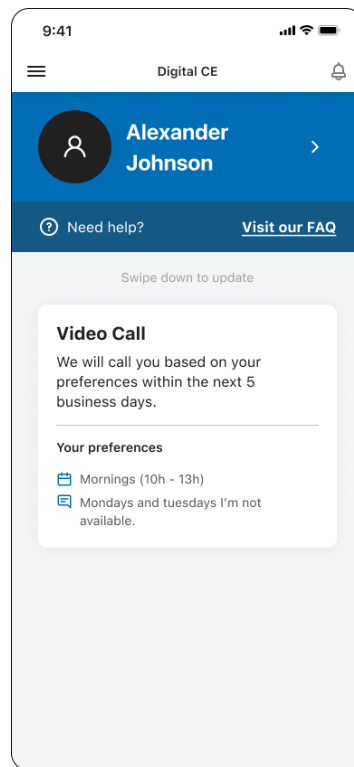 9:41
Digital CE
Alexander
Johnson
Need help?
Visit our FAQ
Swipe down to update
Video Call
We will call you based on your
preferences within the next 5
business days.
Your preferences
Mornings (10h - 13h)
Mondays and tuesdays I'm not
available.